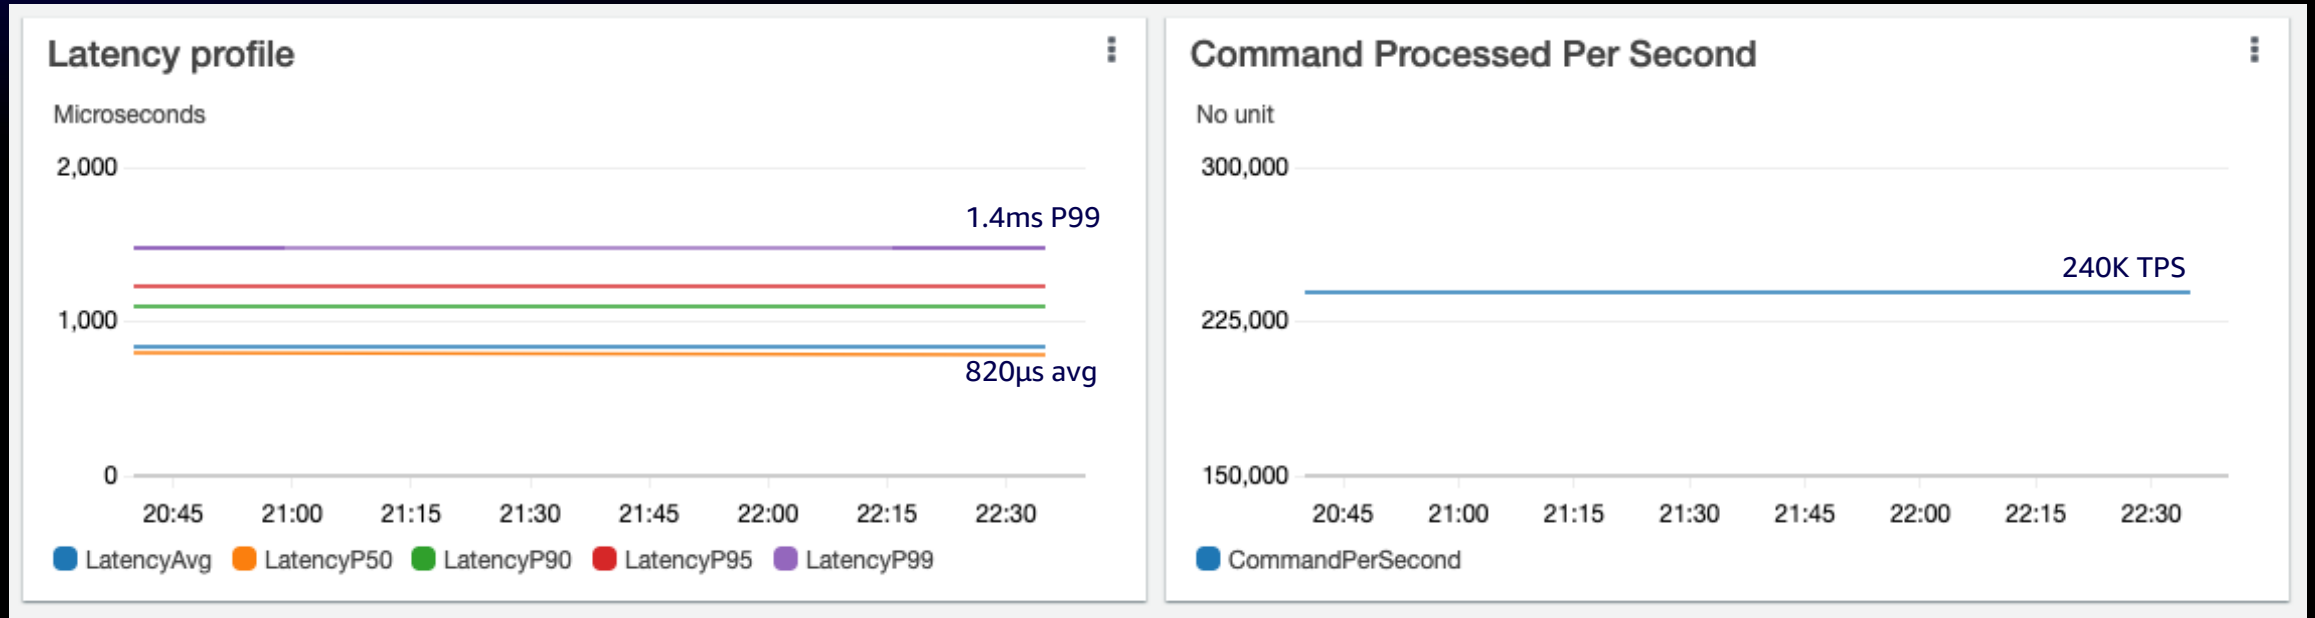 Latency profile
Microseconds
2,000
1.4ms P99
1,000
820µs avg
0
20:45 21:00 21:15 21:30 21:45 22:00 22:15 22:30
LatencyAvg LatencyP50 LatencyP90 LatencyP95 LatencyP99
Command Processed Per Second
No unit
300,000
240K TPS
225,000
150,000
20:45 21:00 21:15 21:30 21:45 22:00 22:15 22:30
CommandPerSecond